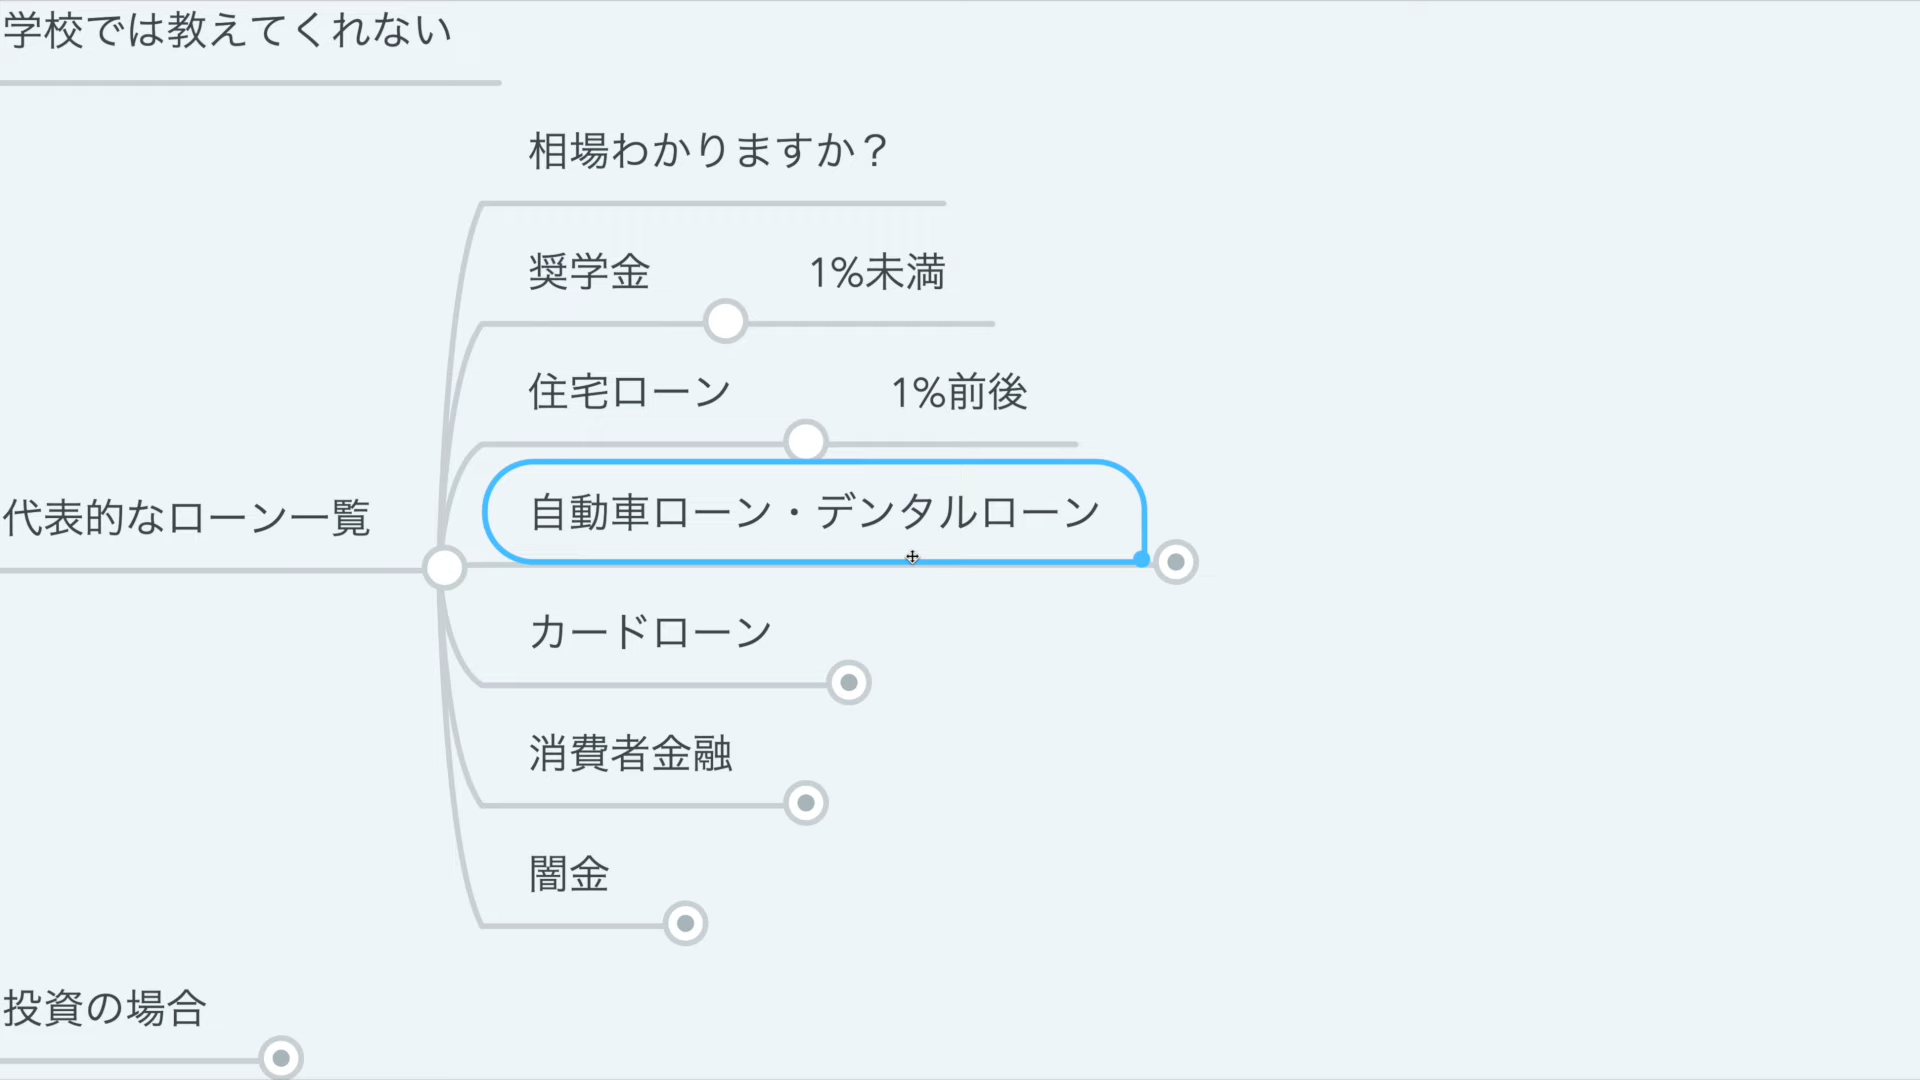 学校では教えてくれない
相場わかりますか？
奨学金 1%未満
住宅ローン 1%前後
代表的なローン一覧
自動車ローン・デンタルローン
カードローン
消費者金融
闇金
投資の場合